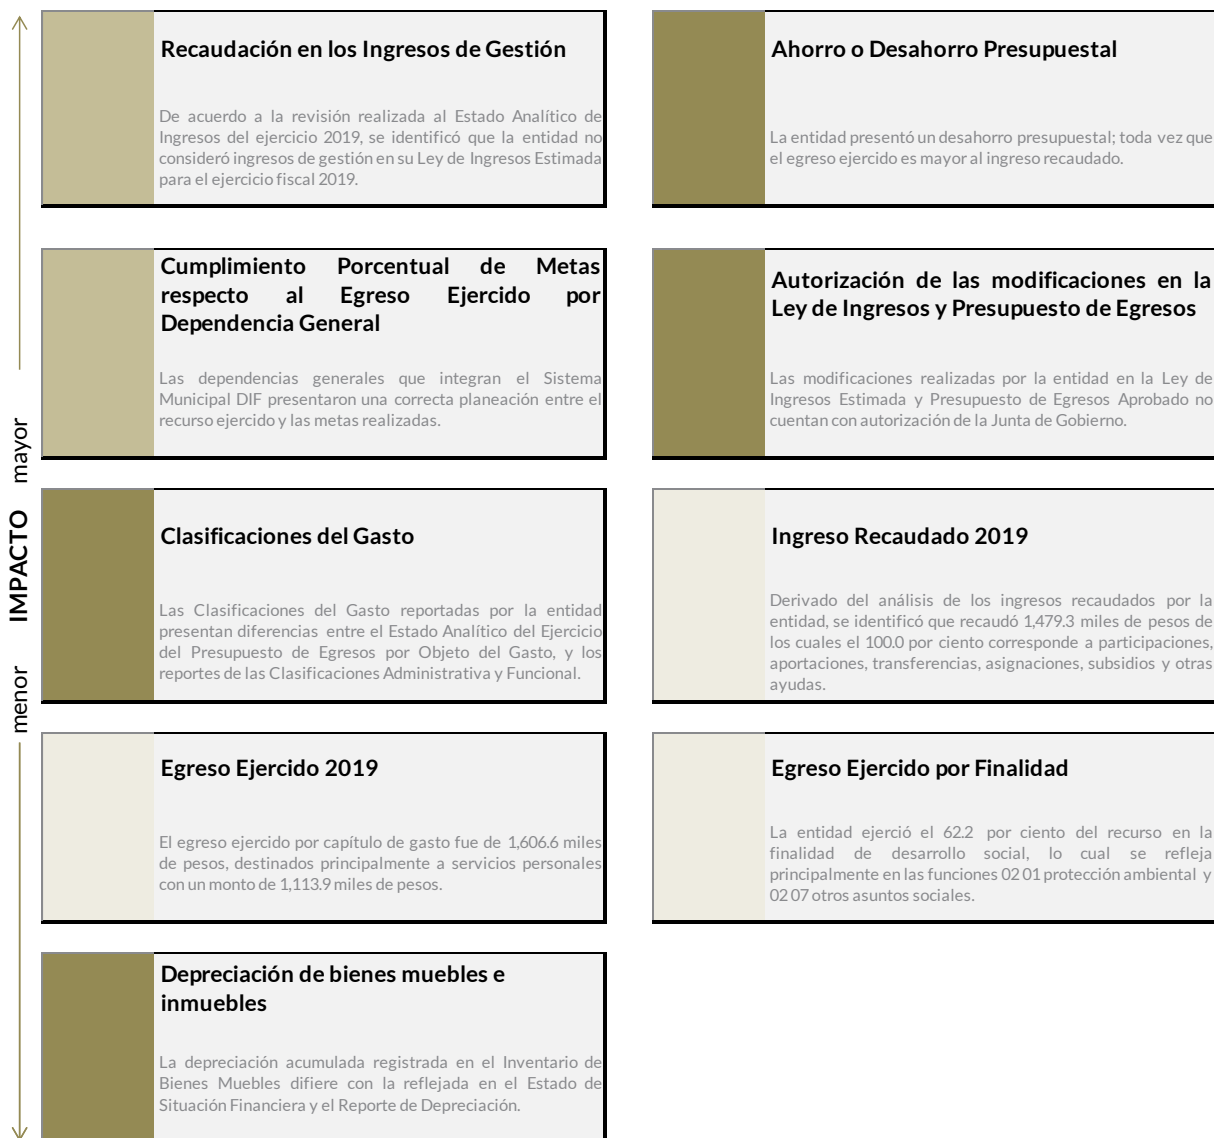 Recaudación en los Ingresos de Gestión
De acuerdo a la revisión realizada al Estado Analítico de
Ingresos del ejercicio 2019, se identificó que la entidad no
consideró ingresos de gestión en su Ley de Ingresos Estimada
para el ejercicio fiscal 2019.
Ahorro o Desahorro Presupuestal
La entidad presentó un desahorro presupuestal; toda vez que
el egreso ejercido es mayor al ingreso recaudado.
Cumplimiento Porcentual de Metas
respecto al Egreso Ejercido por
Dependencia General
Las dependencias generales que integran el Sistema
Municipal DIF presentaron una correcta planeación entre el
recurso ejercido y las metas realizadas.
Autorización de las modificaciones en la
Ley de Ingresos y Presupuesto de Egresos
Las modificaciones realizadas por la entidad en la Ley de
Ingresos Estimada y Presupuesto de Egresos Aprobado no
cuentan con autorización de la Junta de Gobierno.
menor IMPACTO mayor
Clasificaciones del Gasto
Las Clasificaciones del Gasto reportadas por la entidad
presentan diferencias entre el Estado Analítico del Ejercicio
del Presupuesto de Egresos por Objeto del Gasto, y los
reportes de las Clasificaciones Administrativa y Funcional.
Ingreso Recaudado 2019
Derivado del análisis de los ingresos recaudados por la
entidad, se identificó que recaudó 1,479.3 miles de pesos de
los cuales el 100.0 por ciento corresponde a participaciones,
aportaciones, transferencias, asignaciones, subsidios y otras
ayudas.
Egreso Ejercido 2019
El egreso ejercido por capítulo de gasto fue de 1,606.6 miles
de pesos, destinados principalmente a servicios personales
con un monto de 1,113.9 miles de pesos.
Egreso Ejercido por Finalidad
La entidad ejerció el 62.2 por ciento del recurso en la
finalidad de desarrollo social, lo cual se refleja
principalmente en las funciones 02 01 protección ambiental y
02 07 otros asuntos sociales.
Depreciación de bienes muebles e
inmuebles
La depreciación acumulada registrada en el Inventario de
Bienes Muebles difiere con la reflejada en el Estado de
Situación Financiera y el Reporte de Depreciación.